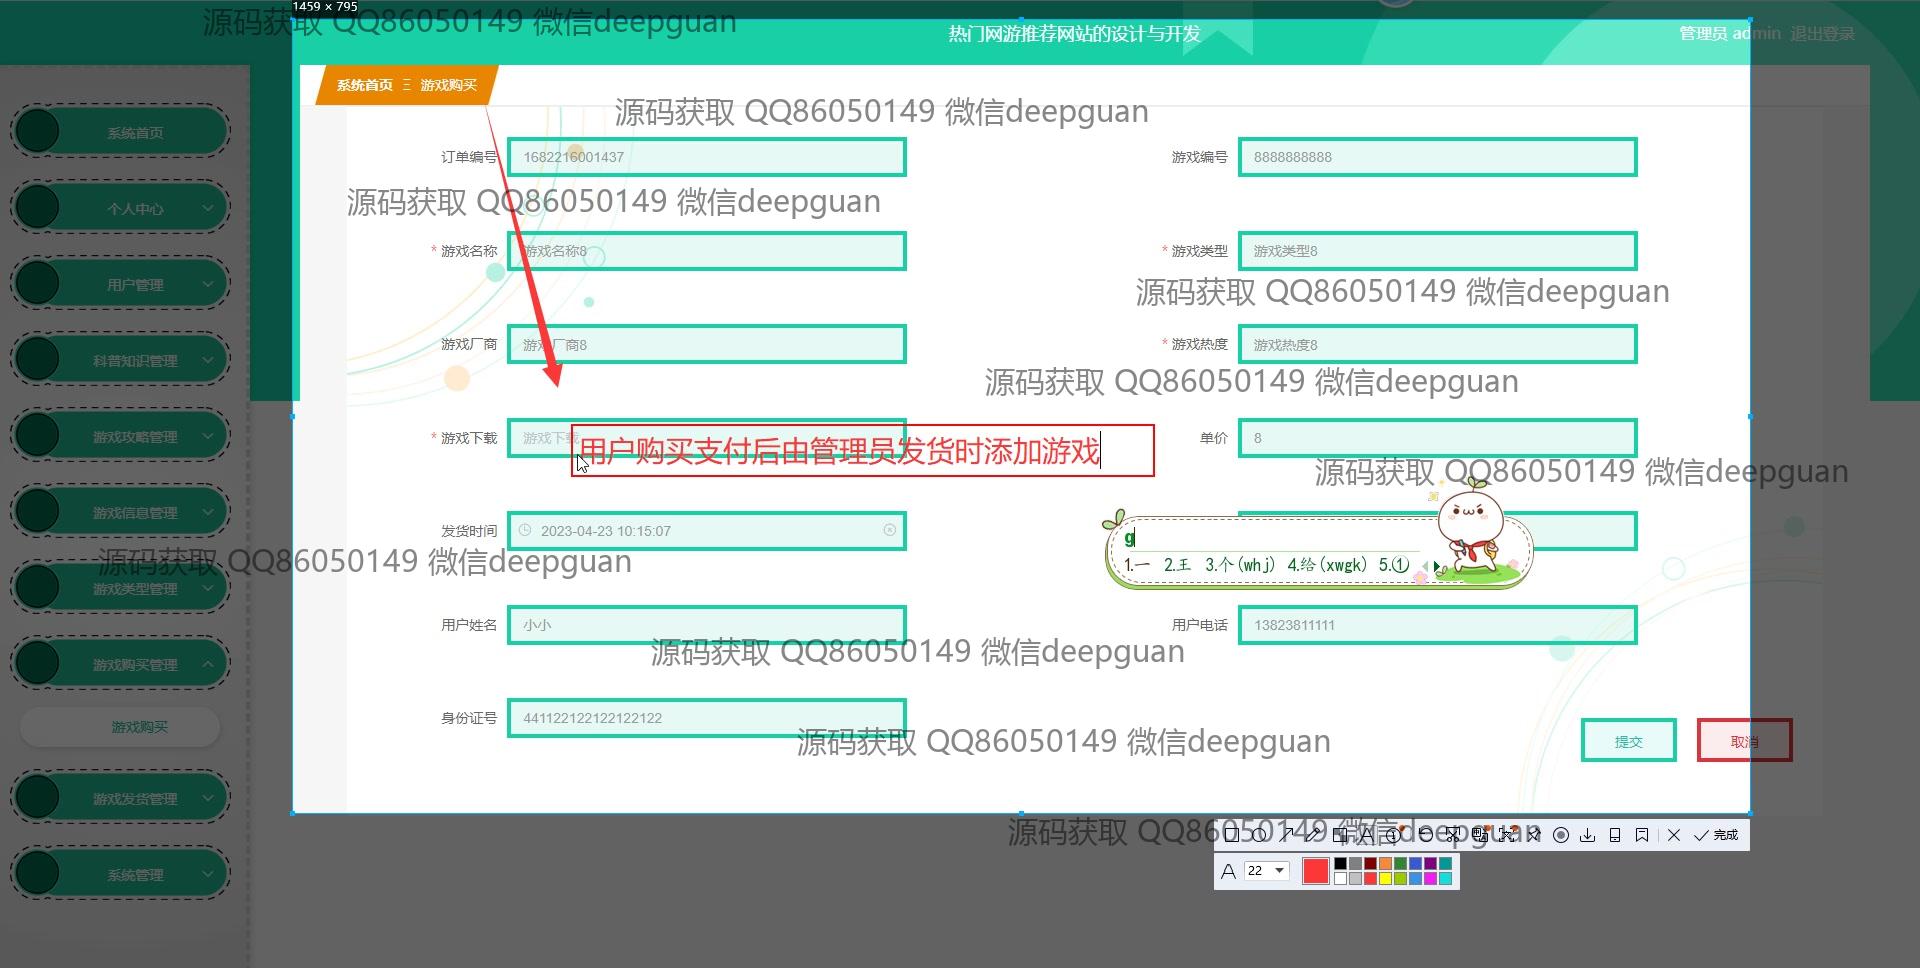 1459 × 795
源码获取 QQ86050149 微信deepguan
热门网游推荐网站的设计与开发
管理员 admin 退出登录
系统首页 Ξ 游戏购买
源码获取 QQ86050149 微信deepguan
系统首页
订单编号 1682216001437
游戏编号 8888888888
源码获取 QQ86050149 微信deepguan
个人中心
* 游戏名称 游戏名称8
* 游戏类型 游戏类型8
用户管理
源码获取 QQ86050149 微信deepguan
游戏厂商 游戏厂商8
* 游戏热度 游戏热度8
科普知识管理
源码获取 QQ86050149 微信deepguan
游戏攻略管理
* 游戏下载 游戏下载
单价 8
用户购买支付后由管理员发货时添加游戏
源码获取 QQ86050149 微信deepguan
游戏信息管理
发货时间 2023-04-23 10:15:07
g
1.一 2.王 3.个(whj) 4.给(xwgk) 5.①
源码获取 QQ86050149 微信deepguan
游戏类型管理
用户姓名 小小
用户电话 13823811111
源码获取 QQ86050149 微信deepguan
游戏购买管理
游戏购买
身份证号 441122122122122122
源码获取 QQ86050149 微信deepguan
提交
取消
游戏发货管理
源码获取 QQ86050149 微信deepguan
完成
系统管理
A 22